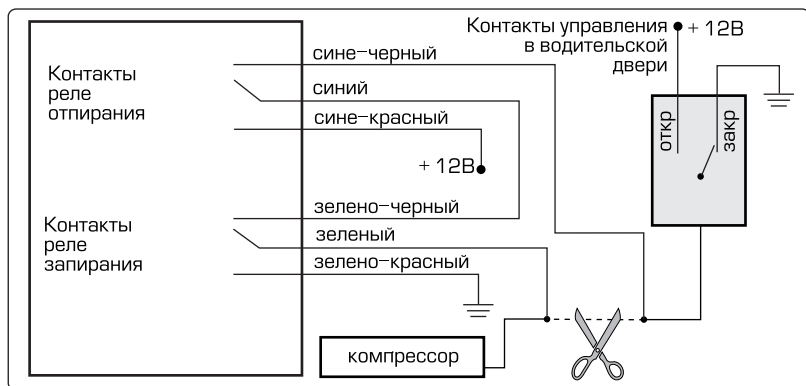 Контакты управления
в водительской
двери
+ 12В
сине-черный
Контакты
реле
отпирания
синий
сине-красный
+ 12В
откр
закр
зелено-черный
Контакты
реле
запирания
зеленый
зелено-красный
компрессор